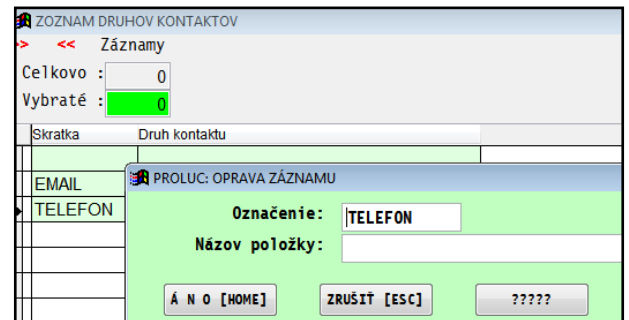 ZOZNAM DRUHOV KONTAKTOV
>> << Záznamy
Celkovo : 0
Vybraté : 0
Skratka Druh kontaktu
EMAIL
TELEFON
PROLUC: OPRAVA ZÁZNAMU
Označenie: TELEFON
Názov položky:
Á N O [HOME] ZRUŠIŤ [ESC] ?????